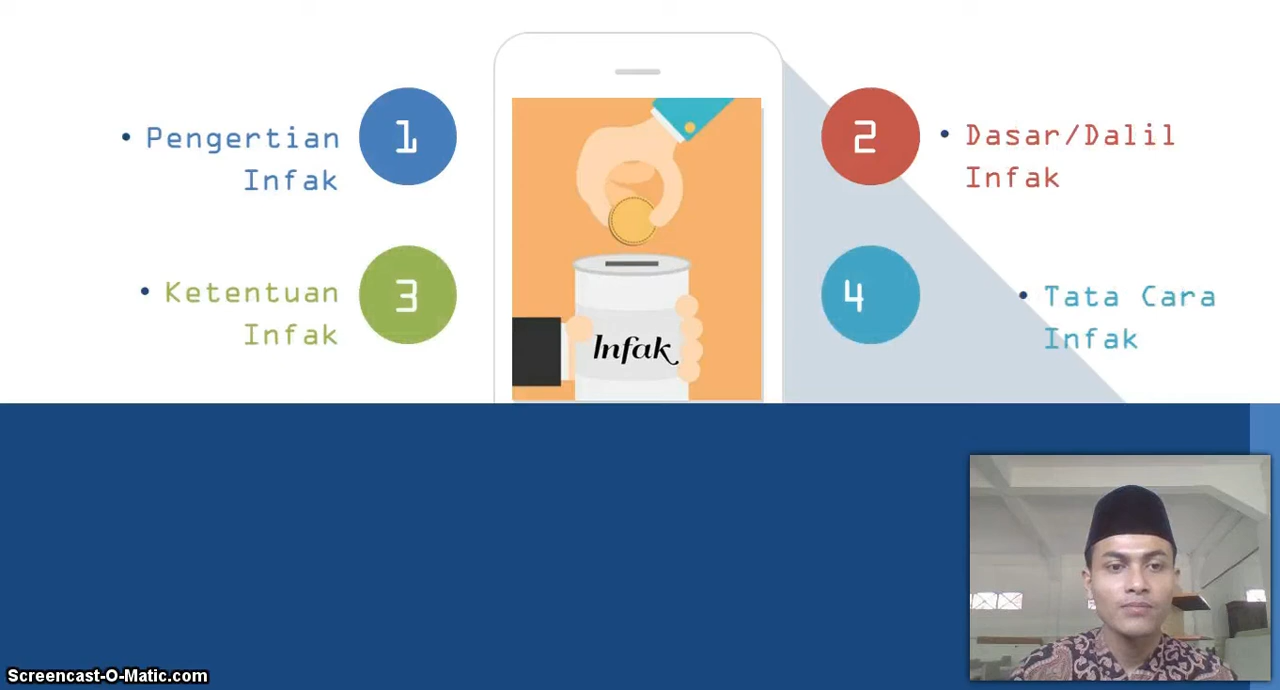 1
• Pengertian
Infak
2
• Dasar/Dalil
Infak
3
• Ketentuan
Infak
4
• Tata Cara
Infak
Infak
Screencast-O-Matic.com